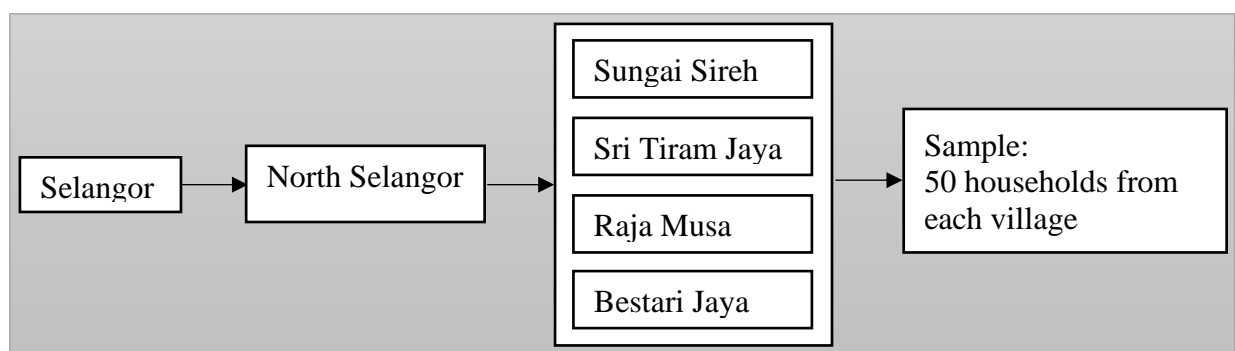 Selangor
North Selangor
Sungai Sireh
Sri Tiram Jaya
Raja Musa
Bestari Jaya
Sample:
50 households from
each village